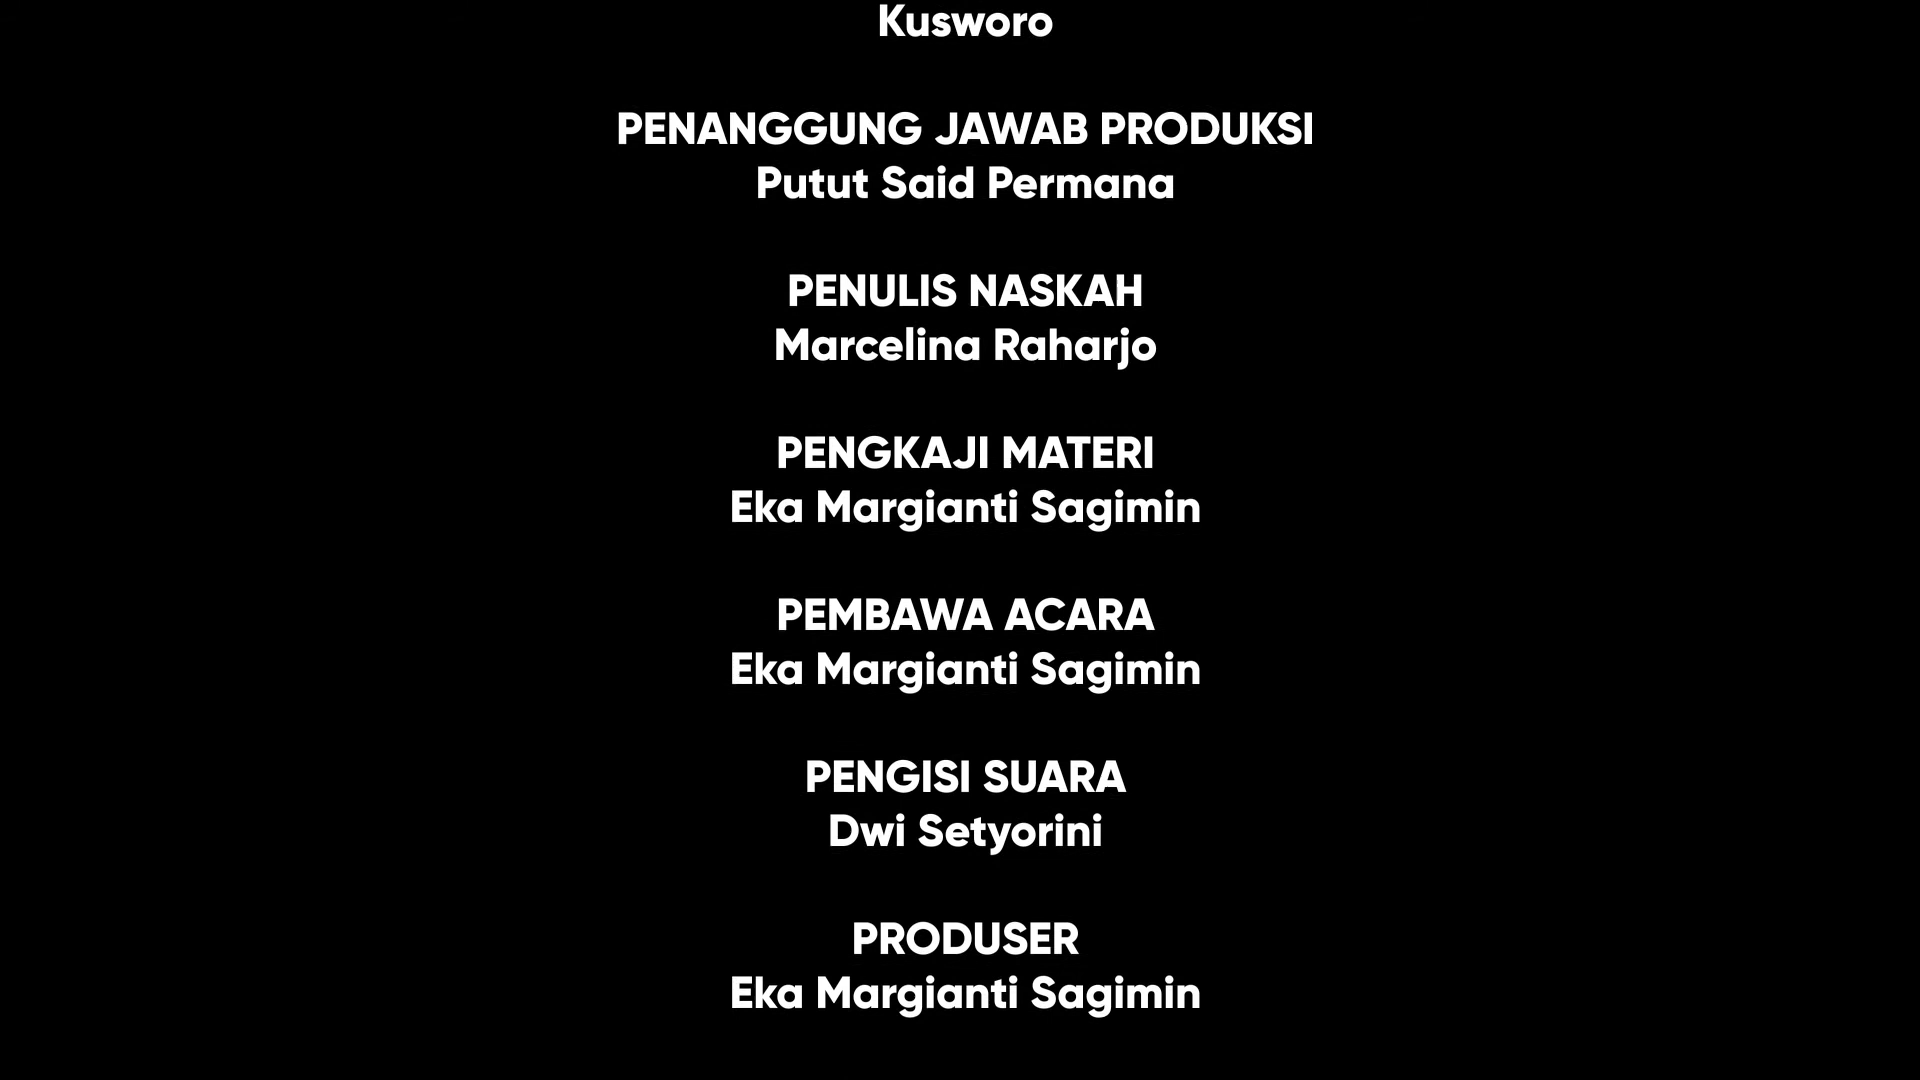 Kusworo
PENANGGUNG JAWAB PRODUKSI
Putut Said Permana
PENULIS NASKAH
Marcelina Raharjo
PENGKAJI MATERI
Eka Margianti Sagimin
PEMBAWA ACARA
Eka Margianti Sagimin
PENGISI SUARA
Dwi Setyorini
PRODUSER
Eka Margianti Sagimin